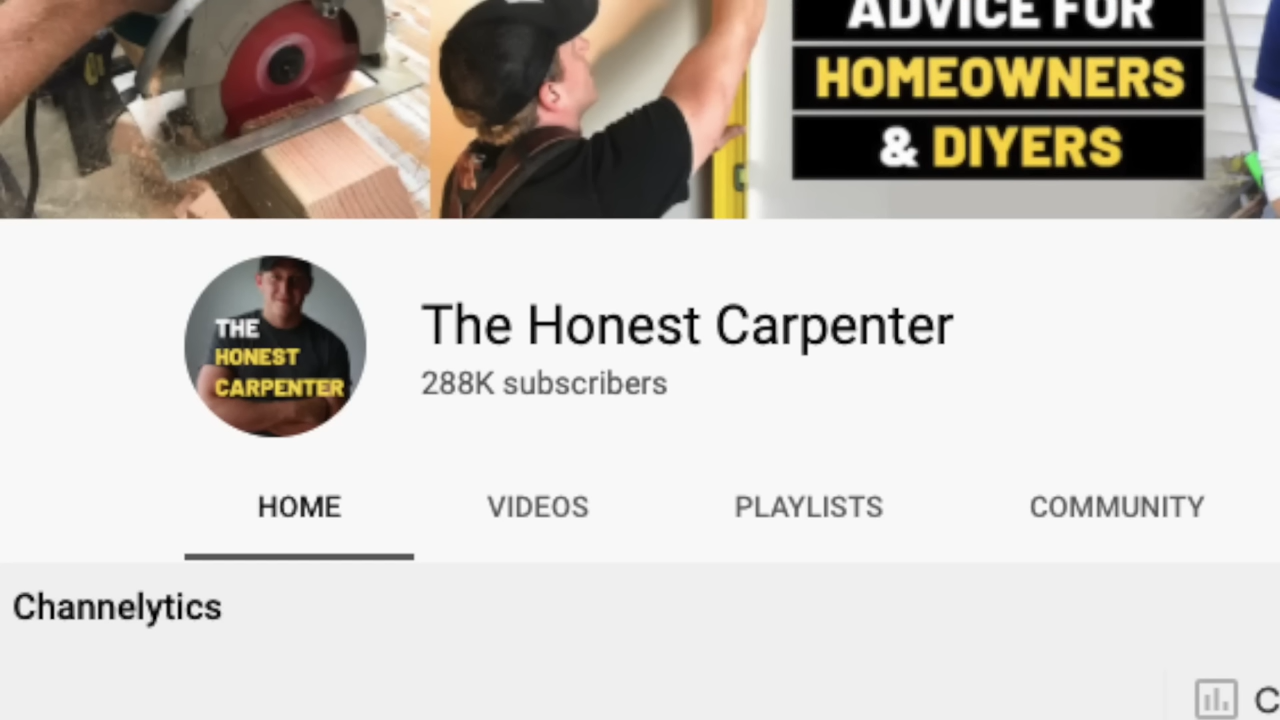 ADVICE FOR
HOMEOWNERS
& DIYERS
THE
HONEST
CARPENTER
The Honest Carpenter
288K subscribers
HOME
VIDEOS
PLAYLISTS
COMMUNITY
Channelytics
C